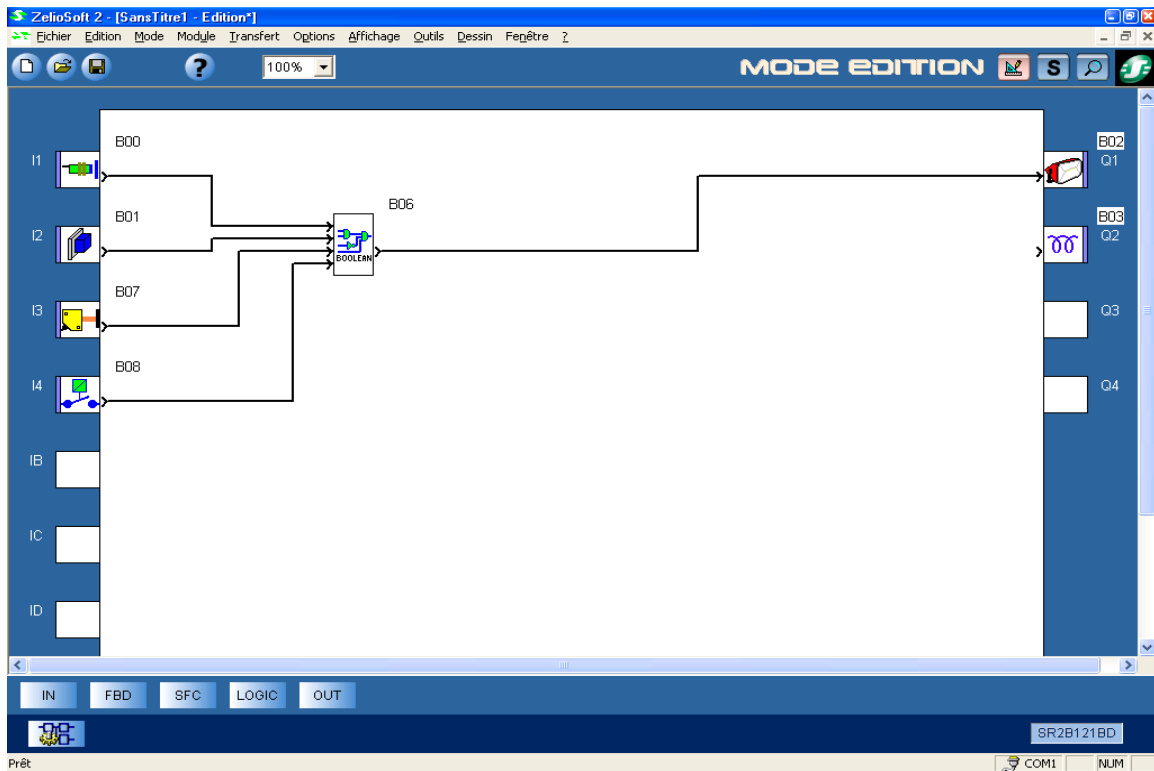 ZelioSoft 2 - [SansTitre1 - Edition*]
Fichier Edition Mode Module Transfert Options Affichage Outils Dessin Fenêtre ?
100% MODE EDITION S
B00 B02
I1 Q1
B06
B01 B03
I2 Q2
BOOLEAN
B07
I3 Q3
B08
I4 Q4
IB
IC
ID
IN FBD SFC LOGIC OUT
SR2B121BD
Prêt COM1 NUM